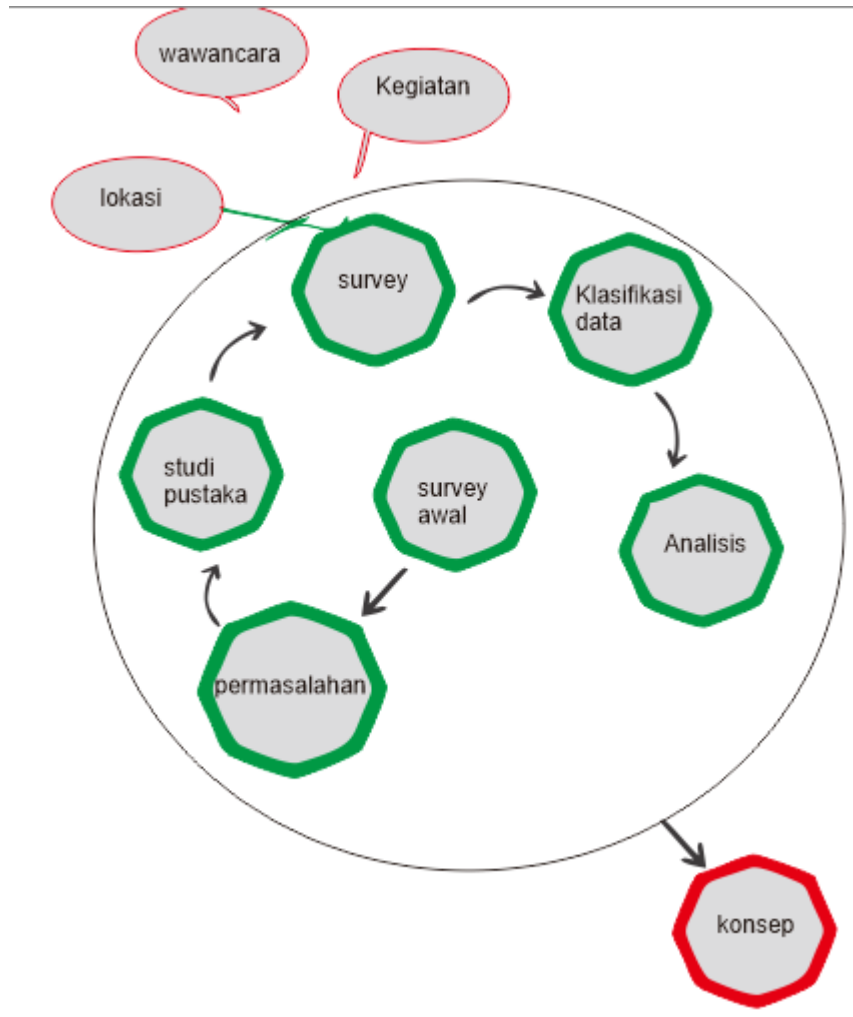 wawancara
Kegiatan
lokasi
survey
Klasifikasi
data
studi
pustaka
survey
awal
Analisis
permasalahan
konsep